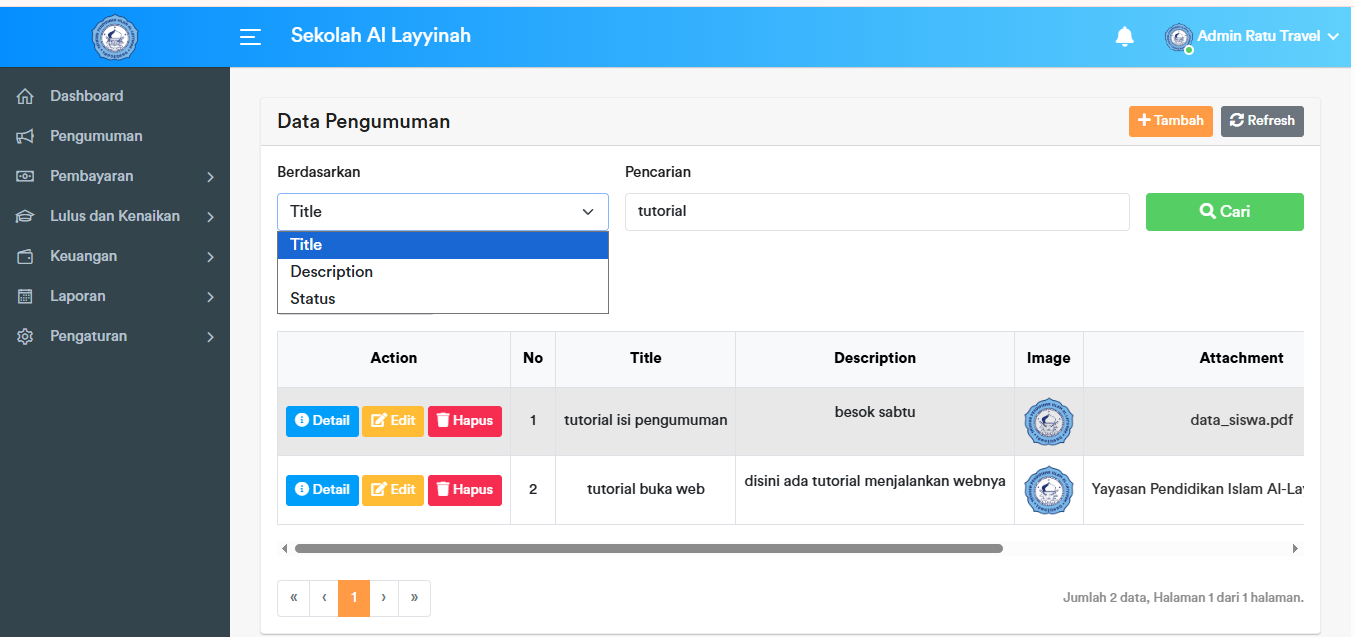 Sekolah Al Layyinah
Admin Ratu Travel
Dashboard
Pengumuman
Pembayaran
Lulus dan Kenaikan
Keuangan
Laporan
Pengaturan
Data Pengumuman
Tambah
Refresh
Berdasarkan
Pencarian
Title
tutorial
Cari
Title
Description
Status
Action No Title Description Image Attachment
Detail Edit Hapus 1 tutorial isi pengumuman besok sabtu data_siswa.pdf
Detail Edit Hapus 2 tutorial buka web disini ada tutorial menjalankan webnya Yayasan Pendidikan Islam Al-La
« ‹ 1 › »
Jumlah 2 data, Halaman 1 dari 1 halaman.